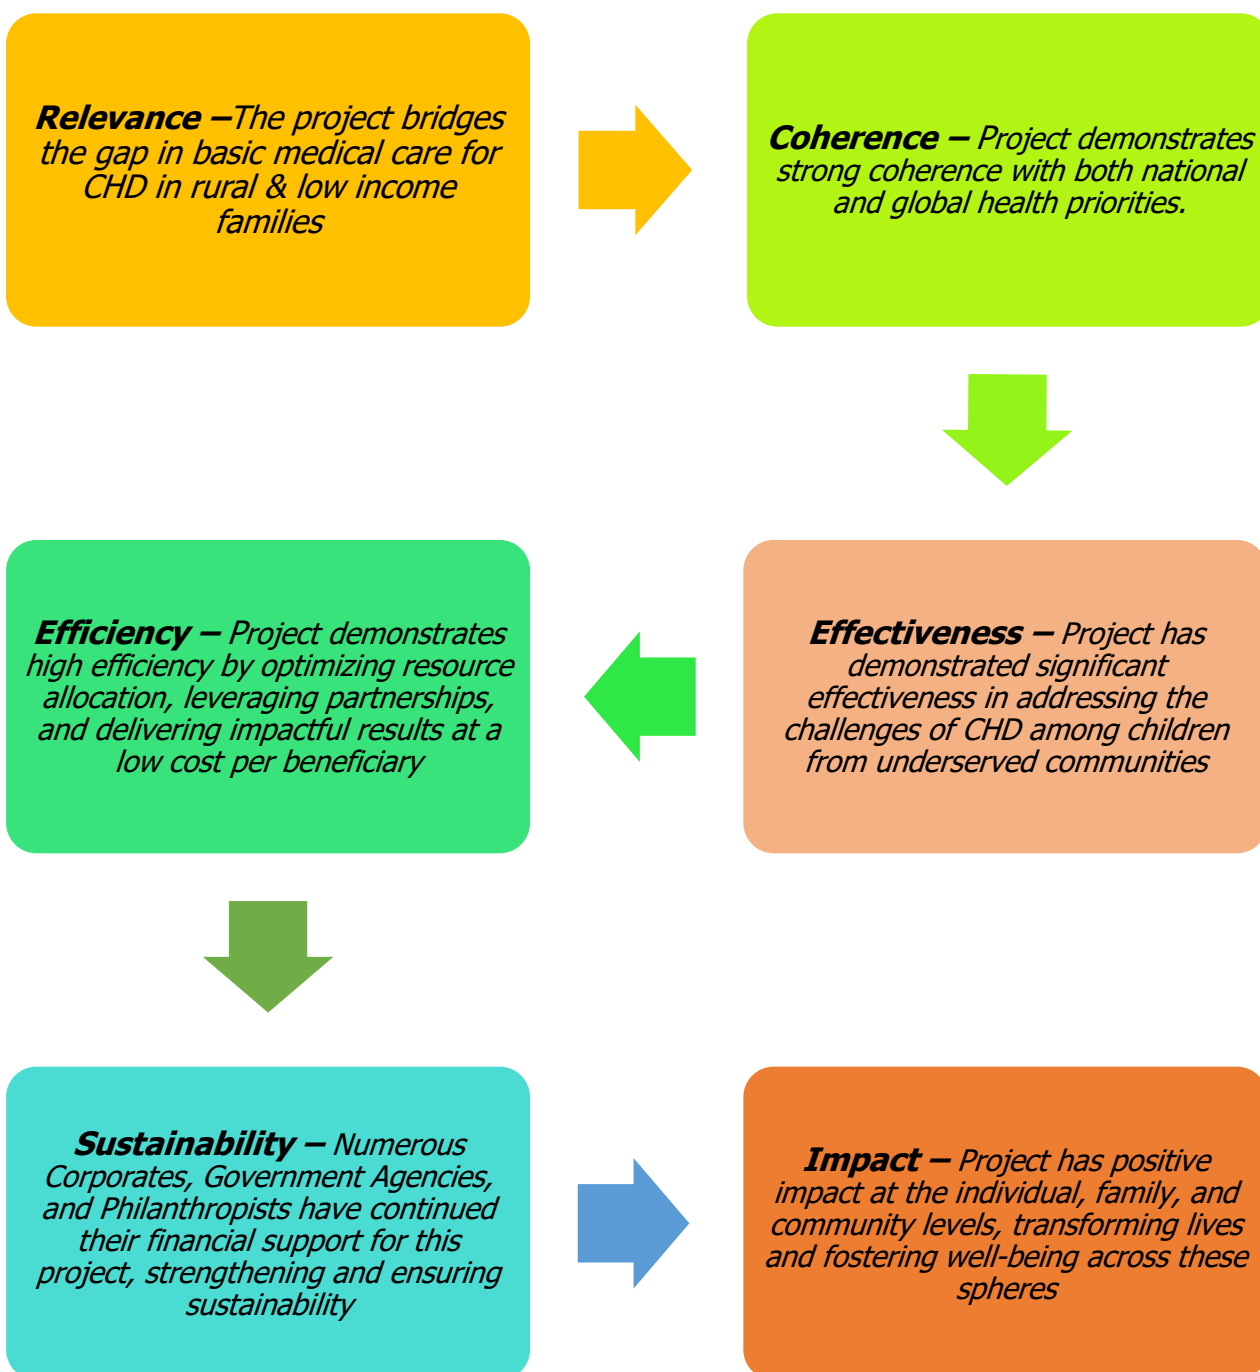 Relevance –The project bridges
the gap in basic medical care for
CHD in rural & low income
families
Coherence – Project demonstrates
strong coherence with both national
and global health priorities.
Effectiveness – Project has
demonstrated significant
effectiveness in addressing the
challenges of CHD among children
from underserved communities
Efficiency – Project demonstrates
high efficiency by optimizing resource
allocation, leveraging partnerships,
and delivering impactful results at a
low cost per beneficiary
Sustainability – Numerous
Corporates, Government Agencies,
and Philanthropists have continued
their financial support for this
project, strengthening and ensuring
sustainability
Impact – Project has positive
impact at the individual, family, and
community levels, transforming lives
and fostering well-being across these
spheres